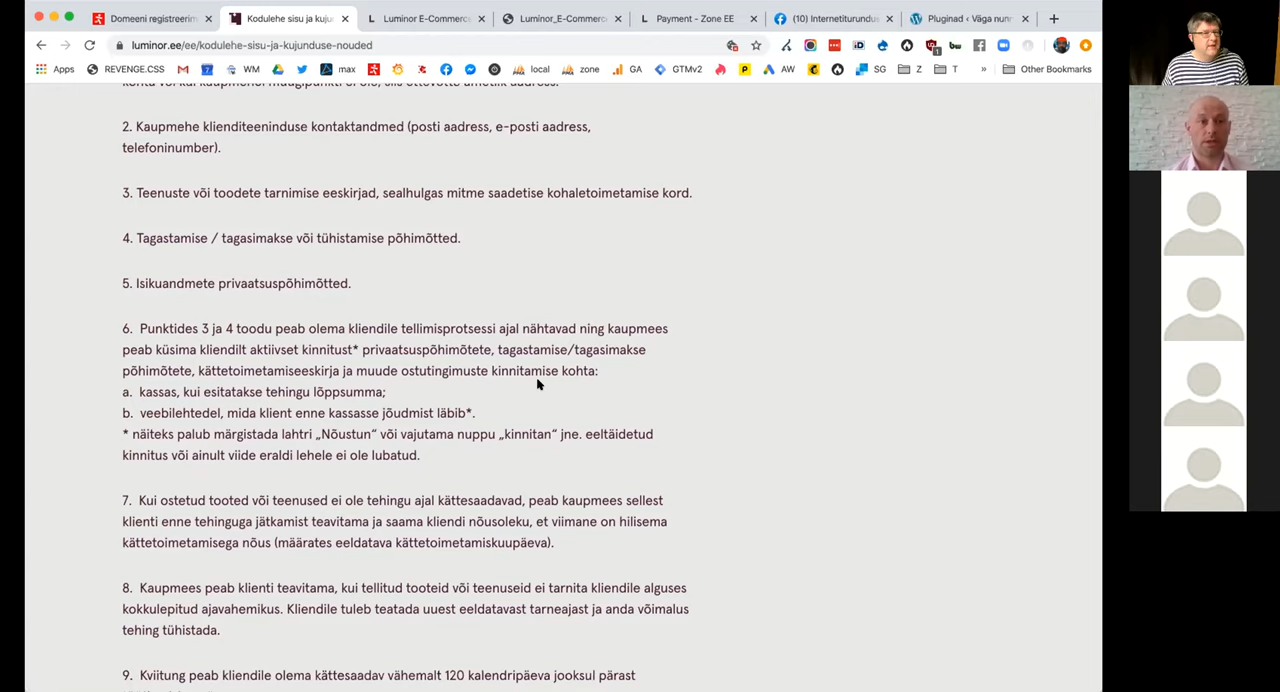 Domeeni registreerim
Kodulehe sisu ja kuju
Luminor E-Commerce
Luminor_E-Commerc
Payment - Zone EE
(10) Internetiturundus
Pluginad ‹ Väga nunn
luminor.ee/ee/kodulehe-sisu-ja-kujunduse-nouded
Apps
REVENGE.CSS
WM
max
local
zone
GA
GTMv2
AW
SG
Z
T
»
Other Bookmarks
2. Kaupmehe klienditeeninduse kontaktandmed (posti aadress, e-posti aadress,
telefoninumber).
3. Teenuste või toodete tarnimise eeskirjad, sealhulgas mitme saadetise kohaletoimetamise kord.
4. Tagastamise / tagasimakse või tühistamise põhimõtted.
5. Isikuandmete privaatsuspõhimõtted.
6. Punktides 3 ja 4 toodu peab olema kliendile tellimisprotsessi ajal nähtavad ning kaupmees
peab küsima kliendilt aktiivset kinnitust* privaatsuspõhimõtete, tagastamise/tagasimakse
põhimõtete, kättetoimetamiseeskirja ja muude ostutingimuste kinnitamise kohta:
a. kassas, kui esitatakse tehingu lõppsumma;
b. veebilehtedel, mida klient enne kassasse jõudmist läbib*.
* näiteks palub märgistada lahtri „Nõustun“ või vajutama nuppu „kinnitan“ jne. eeltäidetud
kinnitus või ainult viide eraldi lehele ei ole lubatud.
7. Kui ostetud tooted või teenused ei ole tehingu ajal kättesaadavad, peab kaupmees sellest
klienti enne tehinguga jätkamist teavitama ja saama kliendi nõusoleku, et viimane on hilisema
kättetoimetamisega nõus (määrates eeldatava kättetoimetamiskuupäeva).
8. Kaupmees peab klienti teavitama, kui tellitud tooteid või teenuseid ei tarnita kliendile alguses
kokkulepitud ajavahemikus. Kliendile tuleb teatada uuest eeldatavast tarneajast ja anda võimalus
tehing tühistada.
9. Kviitung peab kliendile olema kättesaadav vähemalt 120 kalendripäeva jooksul pärast